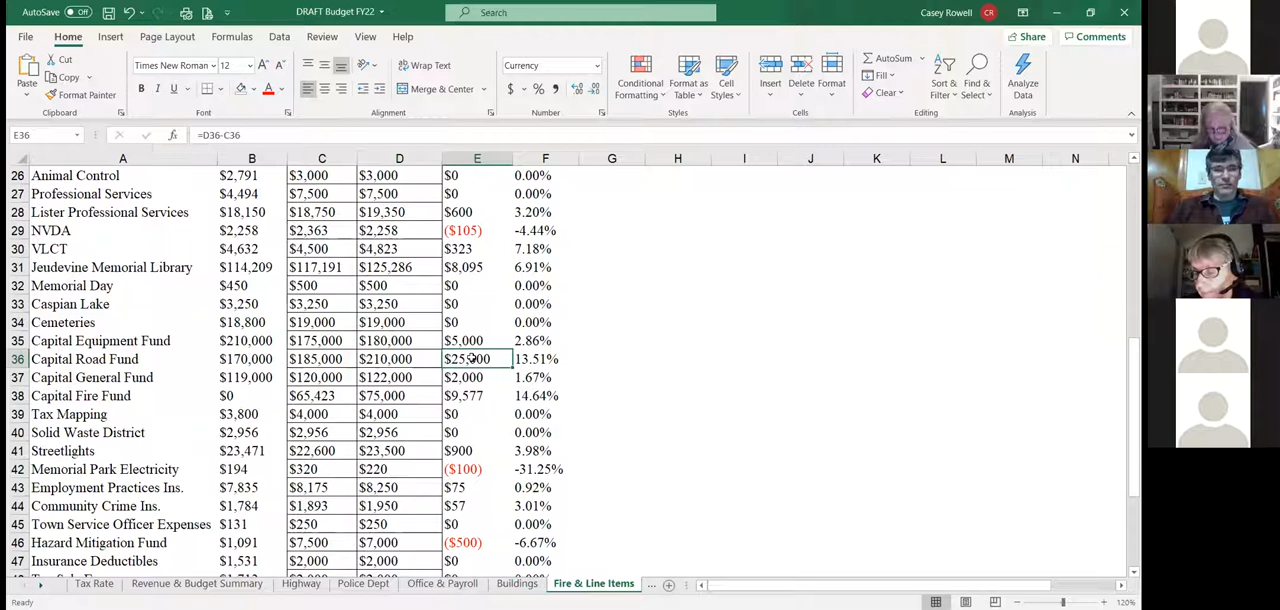 AutoSave Off DRAFT Budget FY22 Search Casey Rowell CR
File Home Insert Page Layout Formulas Data Review View Help Share Comments
Paste Cut Copy Format Painter Clipboard
Times New Roman 12 A A B I U A Font
Wrap Text Merge & Center Alignment
Currency $ % 9 Number
Conditional Formatting Format as Table Cell Styles Styles
Insert Delete Format Cells
AutoSum Fill Clear Sort & Filter Find & Select Editing
Analyze Data Analysis
E36 fx =D36-C36
A B C D E F G H I J K L M N
26 Animal Control $2,791 $3,000 $3,000 $0 0.00%
27 Professional Services $4,494 $7,500 $7,500 $0 0.00%
28 Lister Professional Services $18,150 $18,750 $19,350 $600 3.20%
29 NVDA $2,258 $2,363 $2,258 ($105) -4.44%
30 VLCT $4,632 $4,500 $4,823 $323 7.18%
31 Jeudevine Memorial Library $114,209 $117,191 $125,286 $8,095 6.91%
32 Memorial Day $450 $500 $500 $0 0.00%
33 Caspian Lake $3,250 $3,250 $3,250 $0 0.00%
34 Cemeteries $18,800 $19,000 $19,000 $0 0.00%
35 Capital Equipment Fund $210,000 $175,000 $180,000 $5,000 2.86%
36 Capital Road Fund $170,000 $185,000 $210,000 $25,000 13.51%
37 Capital General Fund $119,000 $120,000 $122,000 $2,000 1.67%
38 Capital Fire Fund $0 $65,423 $75,000 $9,577 14.64%
39 Tax Mapping $3,800 $4,000 $4,000 $0 0.00%
40 Solid Waste District $2,956 $2,956 $2,956 $0 0.00%
41 Streetlights $23,471 $22,600 $23,500 $900 3.98%
42 Memorial Park Electricity $194 $320 $220 ($100) -31.25%
43 Employment Practices Ins. $7,835 $8,175 $8,250 $75 0.92%
44 Community Crime Ins. $1,784 $1,893 $1,950 $57 3.01%
45 Town Service Officer Expenses $131 $250 $250 $0 0.00%
46 Hazard Mitigation Fund $1,091 $7,500 $7,000 ($500) -6.67%
47 Insurance Deductibles $1,531 $2,000 $2,000 $0 0.00%
Tax Rate Revenue & Budget Summary Highway Police Dept Office & Payroll Buildings Fire & Line Items ...
Ready 120%